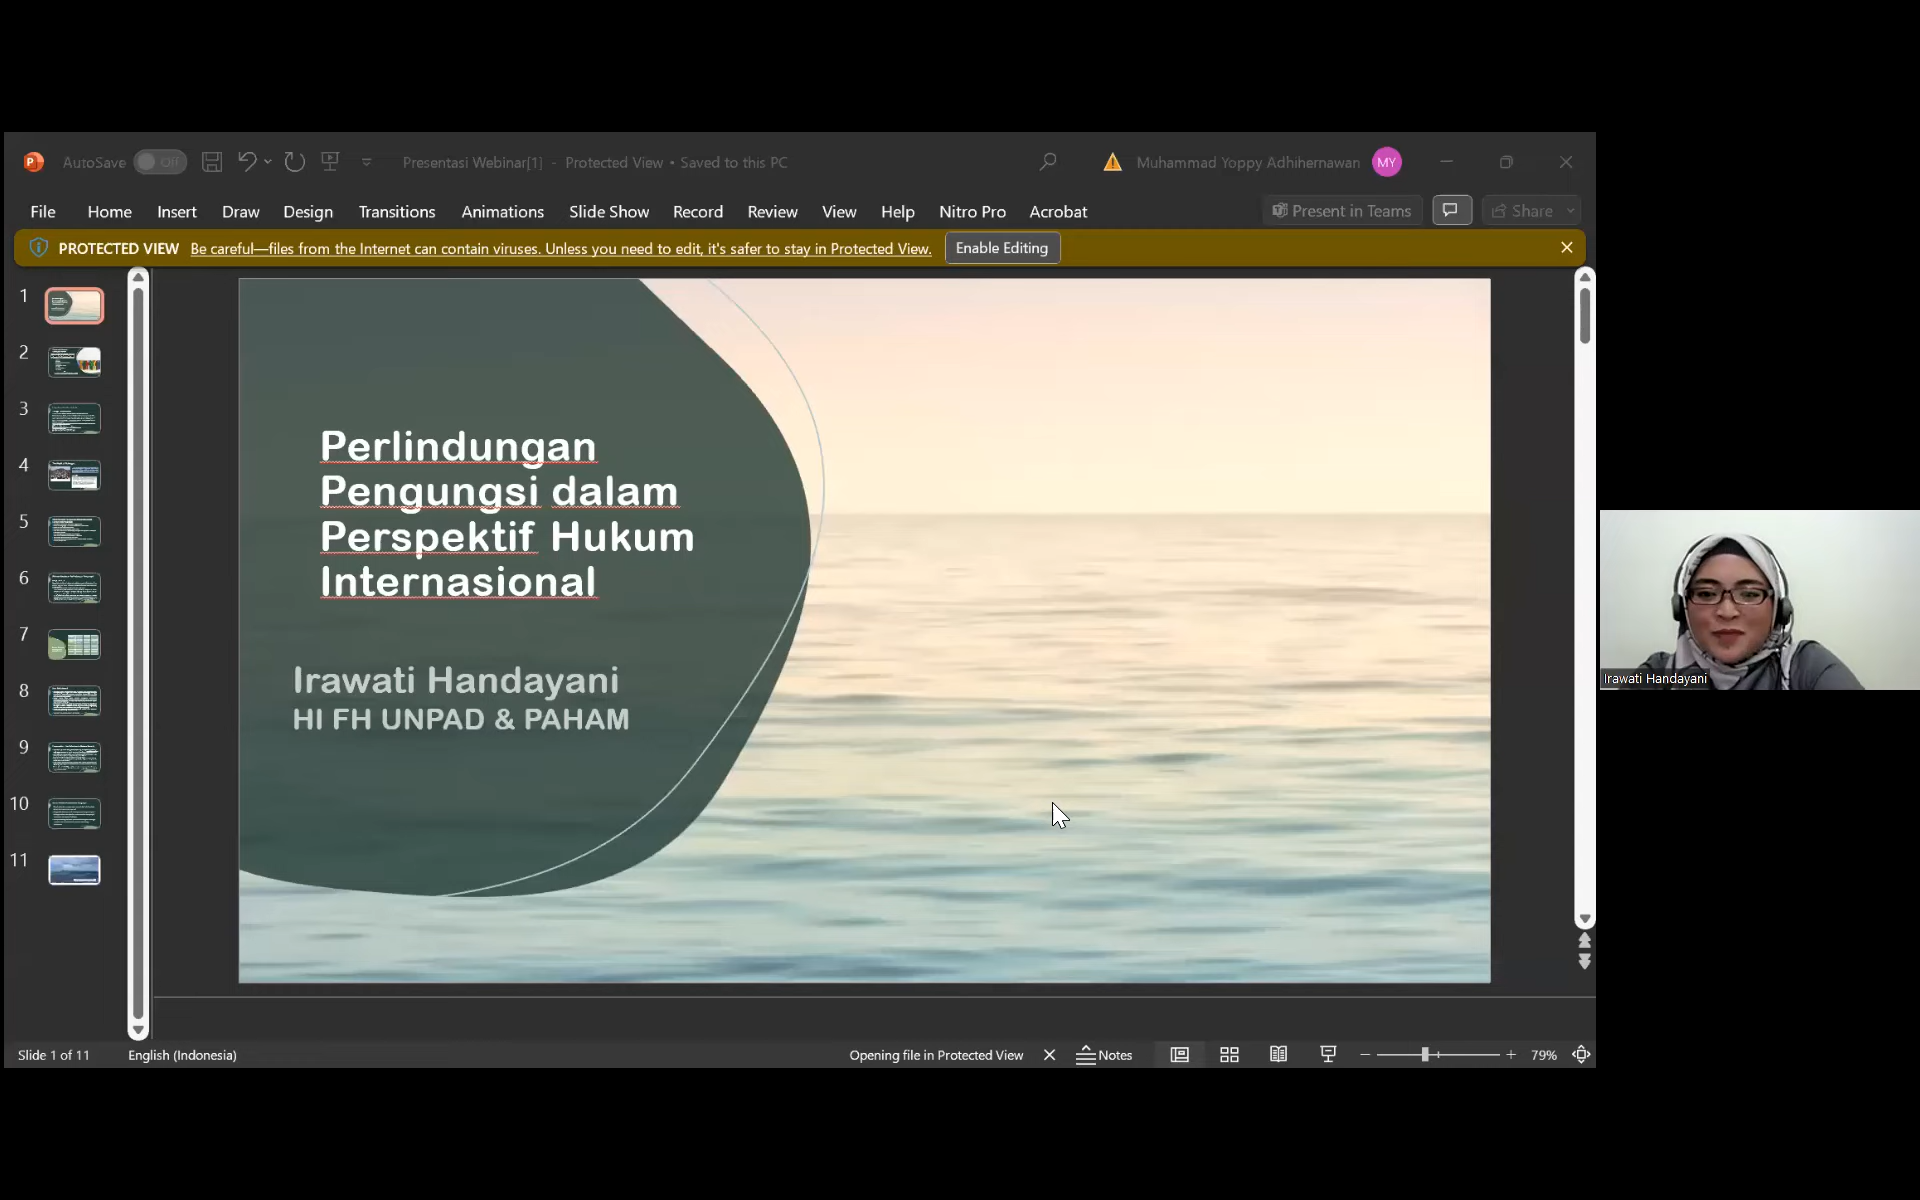 AutoSave Off Presentasi Webinar[1] - Protected View • Saved to this PC Muhammad Yoppy Adhihernawan MY
File Home Insert Draw Design Transitions Animations Slide Show Record Review View Help Nitro Pro Acrobat Present in Teams Share
PROTECTED VIEW Be careful—files from the Internet can contain viruses. Unless you need to edit, it's safer to stay in Protected View. Enable Editing
1
2
3
4
5
6
7
8
9
10
11
Perlindungan
Pengungsi dalam
Perspektif Hukum
Internasional
Irawati Handayani
HI FH UNPAD & PAHAM
Irawati Handayani
Slide 1 of 11 English (Indonesia) Opening file in Protected View Notes 79%